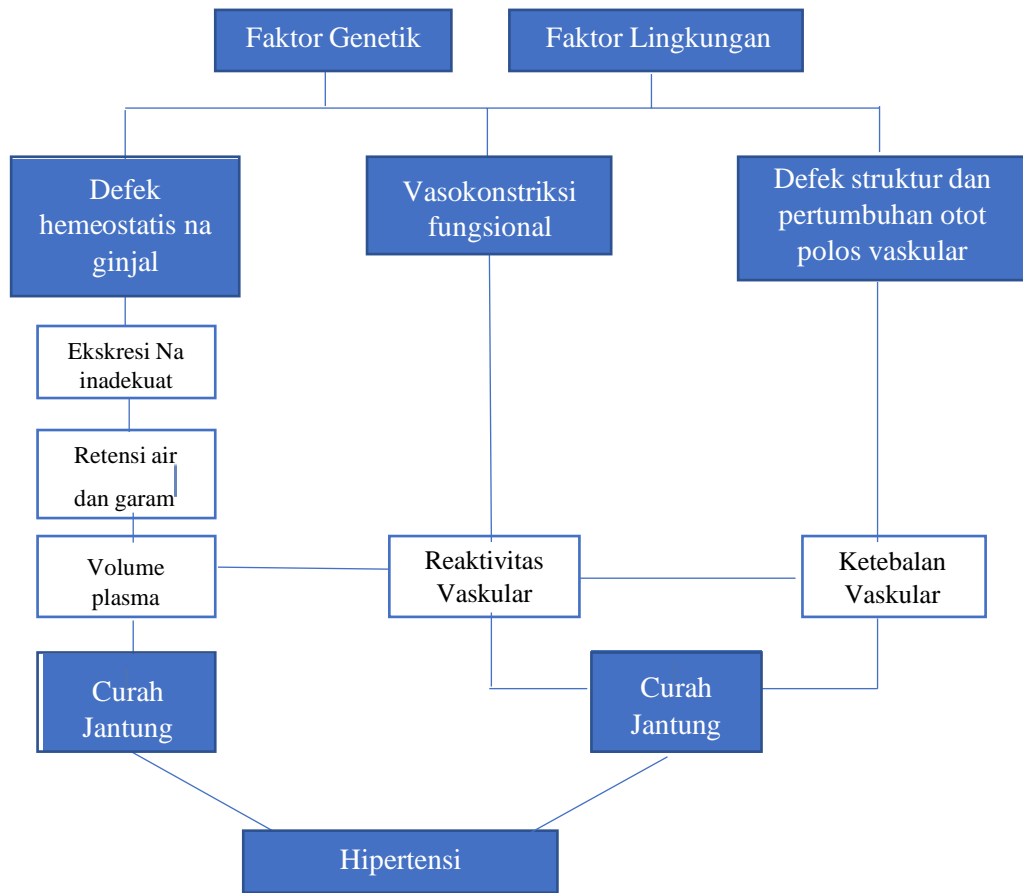 Faktor Genetik
Faktor Lingkungan
Defek
hemeostatis na
ginjal
Vasokonstriksi
fungsional
Defek struktur dan
pertumbuhan otot
polos vaskular
Ekskresi Na
inadekuat
Retensi air
dan garam
Volume
plasma
Reaktivitas
Vaskular
Ketebalan
Vaskular
Curah
Jantung
Curah
Jantung
Hipertensi